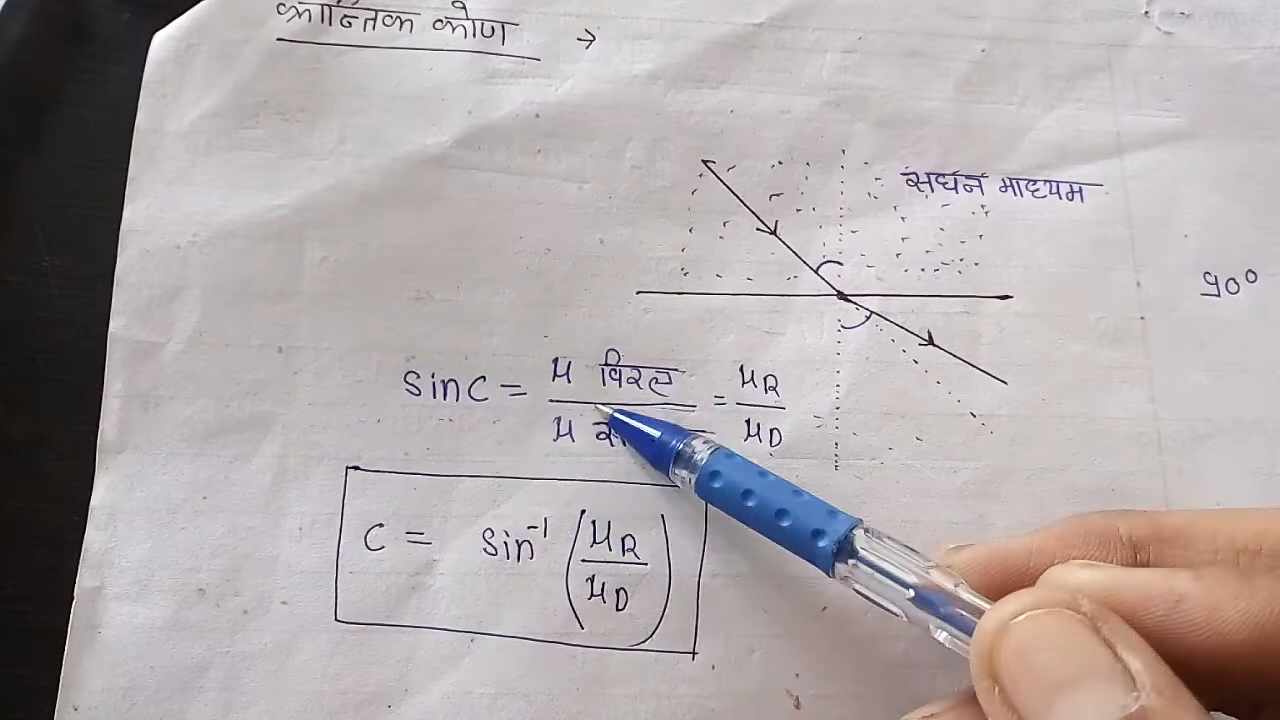 क्रान्तिक कोण →
सघन माध्यम
90°
sinC = μ विरल / μ = μR / μD
C = sin⁻¹ (μR / μD)